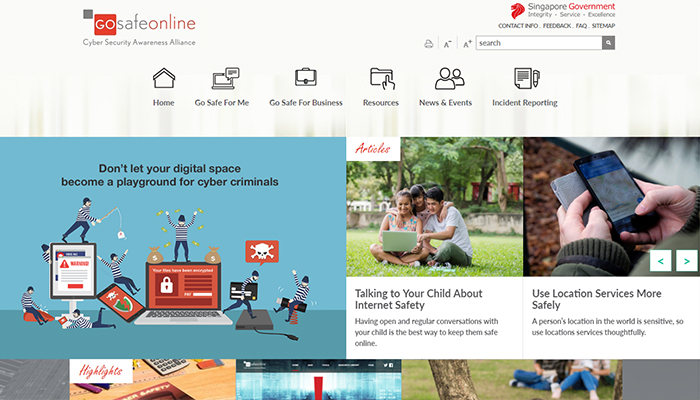 GOsafeonline
Cyber Security Awareness Alliance
Singapore Government
Integrity · Service · Excellence
CONTACT INFO . FEEDBACK . FAQ . SITEMAP
A- A+ search
Home Go Safe For Me Go Safe For Business Resources News & Events Incident Reporting
Don't let your digital space
become a playground for cyber criminals
WARNING!
Your files have been encrypted
PAY
Articles
< >
Talking to Your Child About
Internet Safety
Having open and regular conversations with
your child is the best way to keep them safe
online.
Use Location Services More
Safely
A person's location in the world is sensitive, so
use locations services thoughtfully.
Highlights